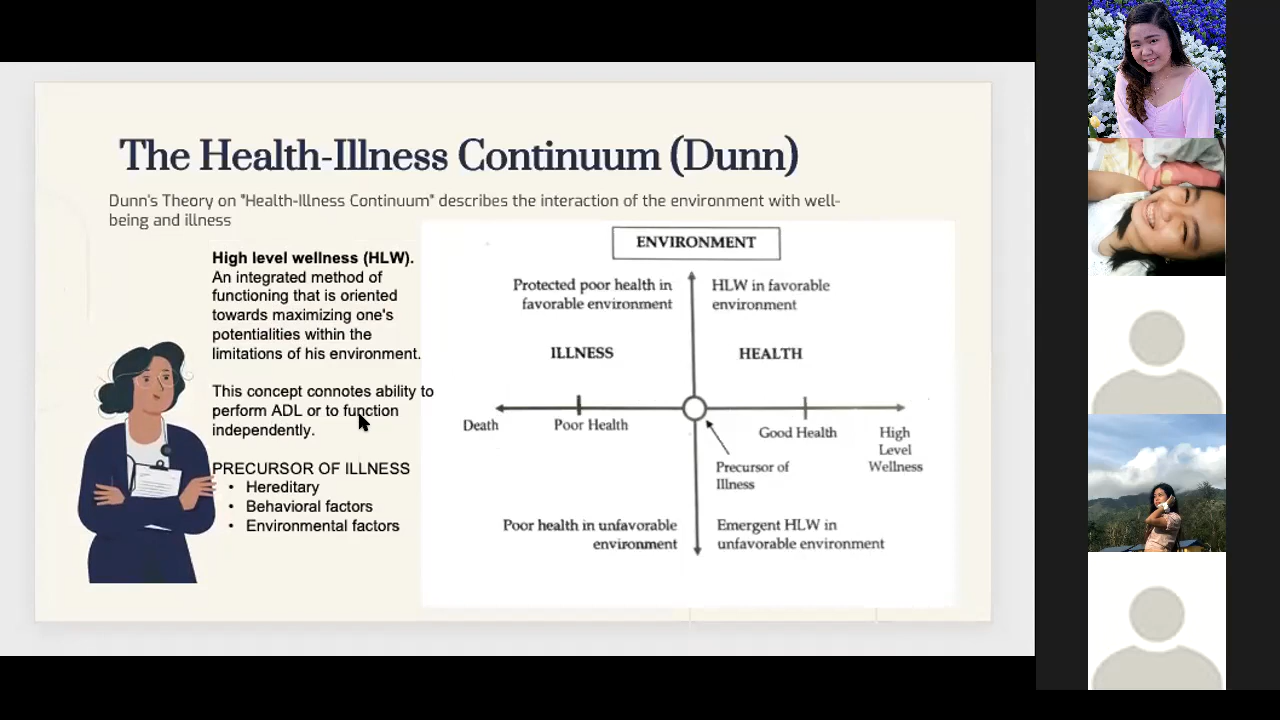 The Health-Illness Continuum (Dunn)
Dunn's Theory on "Health-Illness Continuum" describes the interaction of the environment with well-
being and illness
High level wellness (HLW).
An integrated method of
functioning that is oriented
towards maximizing one's
potentialities within the
limitations of his environment.
This concept connotes ability to
perform ADL or to function
independently.
PRECURSOR OF ILLNESS
• Hereditary
• Behavioral factors
• Environmental factors
ENVIRONMENT
Protected poor health in
favorable environment
HLW in favorable
environment
ILLNESS
HEALTH
Death
Poor Health
Good Health
High
Level
Wellness
Precursor of
Illness
Poor health in unfavorable
environment
Emergent HLW in
unfavorable environment